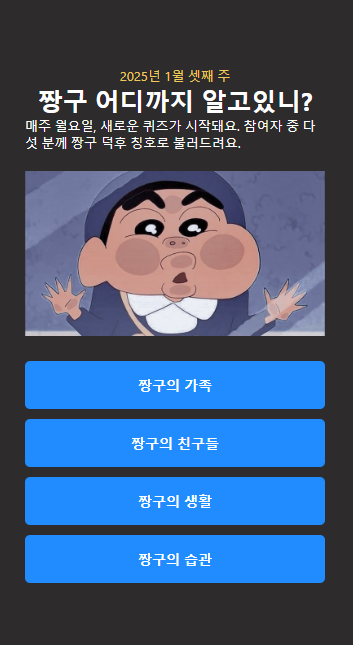 2025년 1월 셋째 주
짱구 어디까지 알고있니?
매주 월요일, 새로운 퀴즈가 시작돼요. 참여자 중 다
섯 분께 짱구 덕후 칭호로 불러드려요.
짱구의 가족
짱구의 친구들
짱구의 생활
짱구의 습관